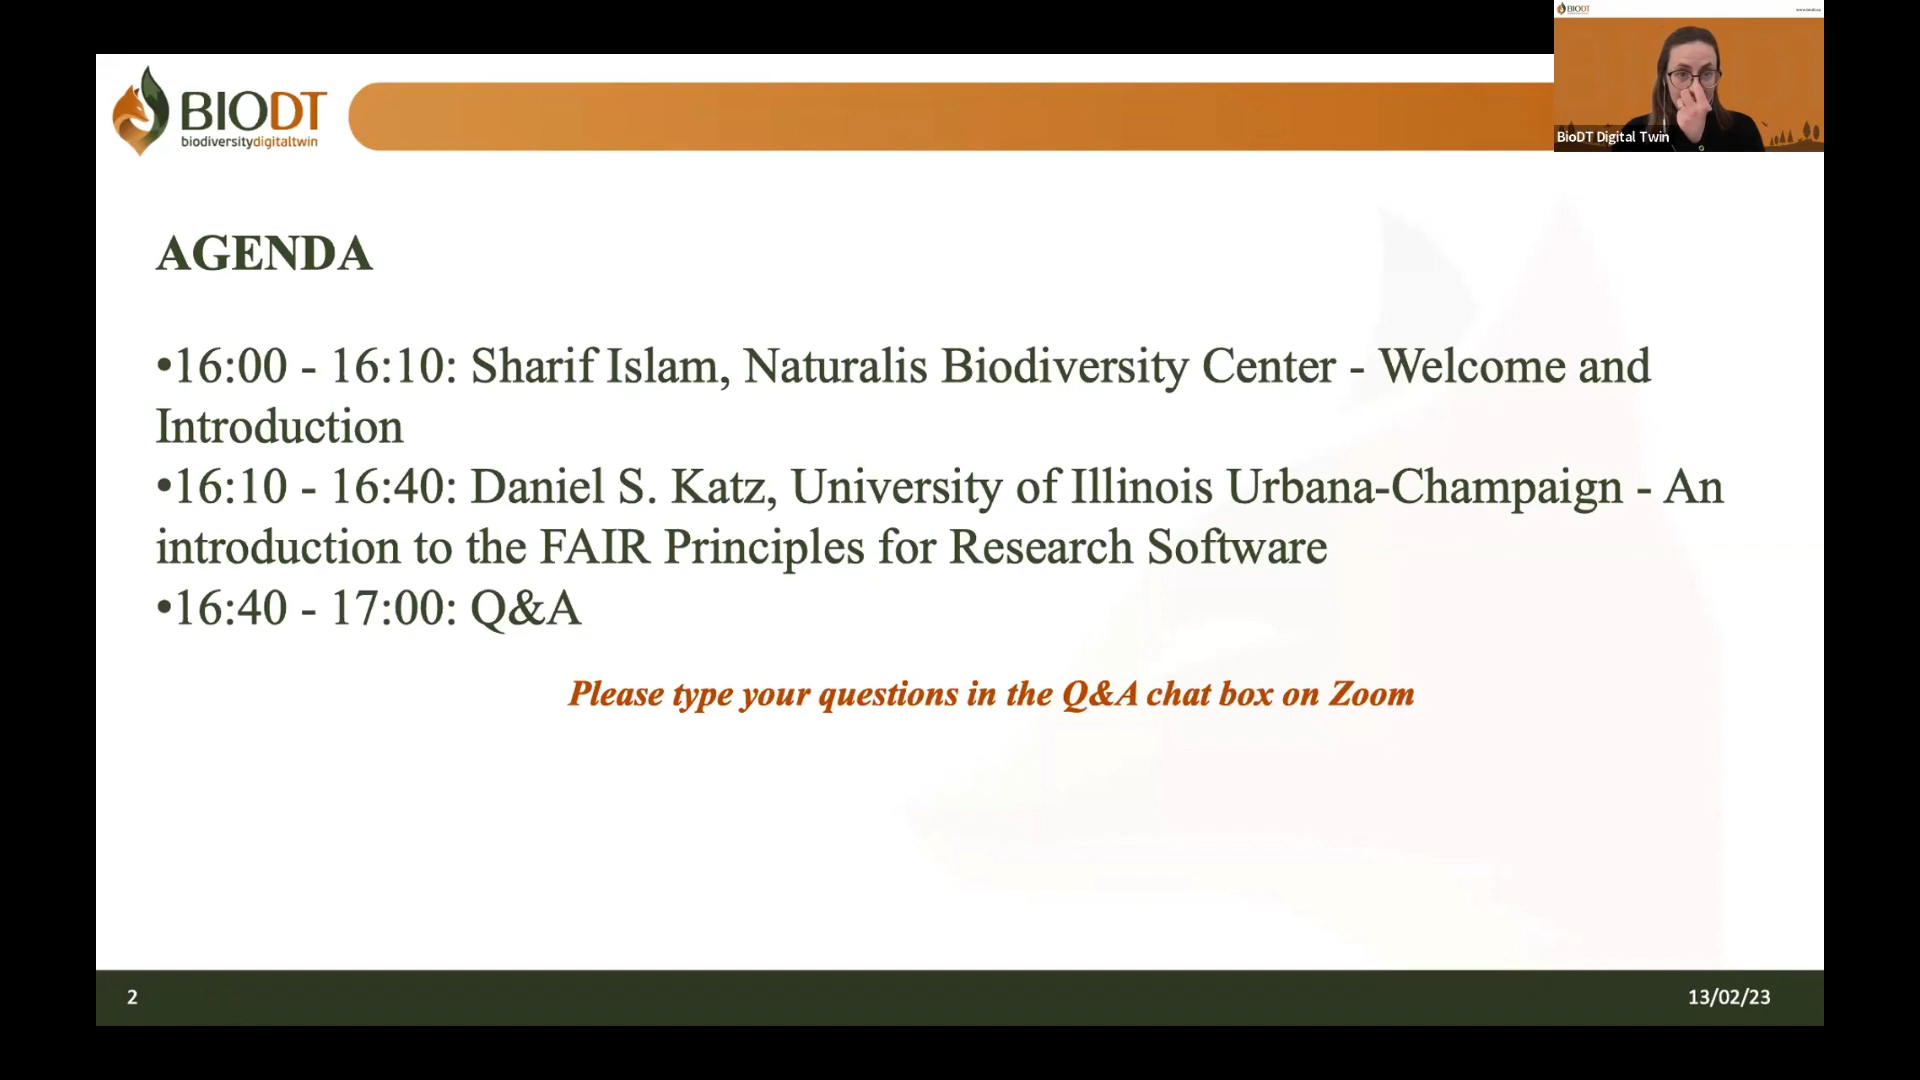 BIODT
biodiversitydigitaltwin
BIODT
BioDT Digital Twin
AGENDA
•16:00 - 16:10: Sharif Islam, Naturalis Biodiversity Center - Welcome and
Introduction
•16:10 - 16:40: Daniel S. Katz, University of Illinois Urbana-Champaign - An
introduction to the FAIR Principles for Research Software
•16:40 - 17:00: Q&A
Please type your questions in the Q&A chat box on Zoom
2
13/02/23